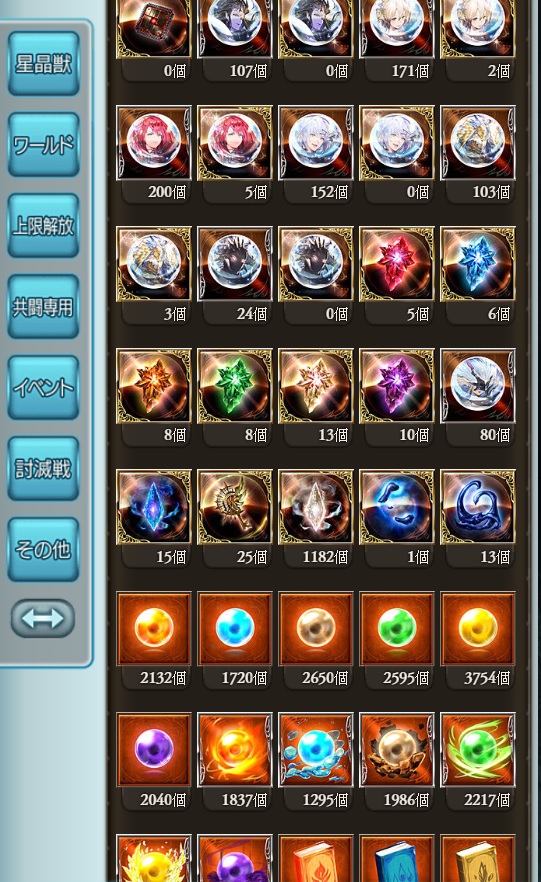 星晶獣
ワールド
上限解放
共闘専用
イベント
討滅戦
その他
0個 107個 0個 171個 2個
200個 5個 152個 0個 103個
3個 24個 0個 5個 6個
8個 8個 13個 10個 80個
15個 25個 1182個 1個 13個
2132個 1720個 2650個 2595個 3754個
2040個 1837個 1295個 1986個 2217個